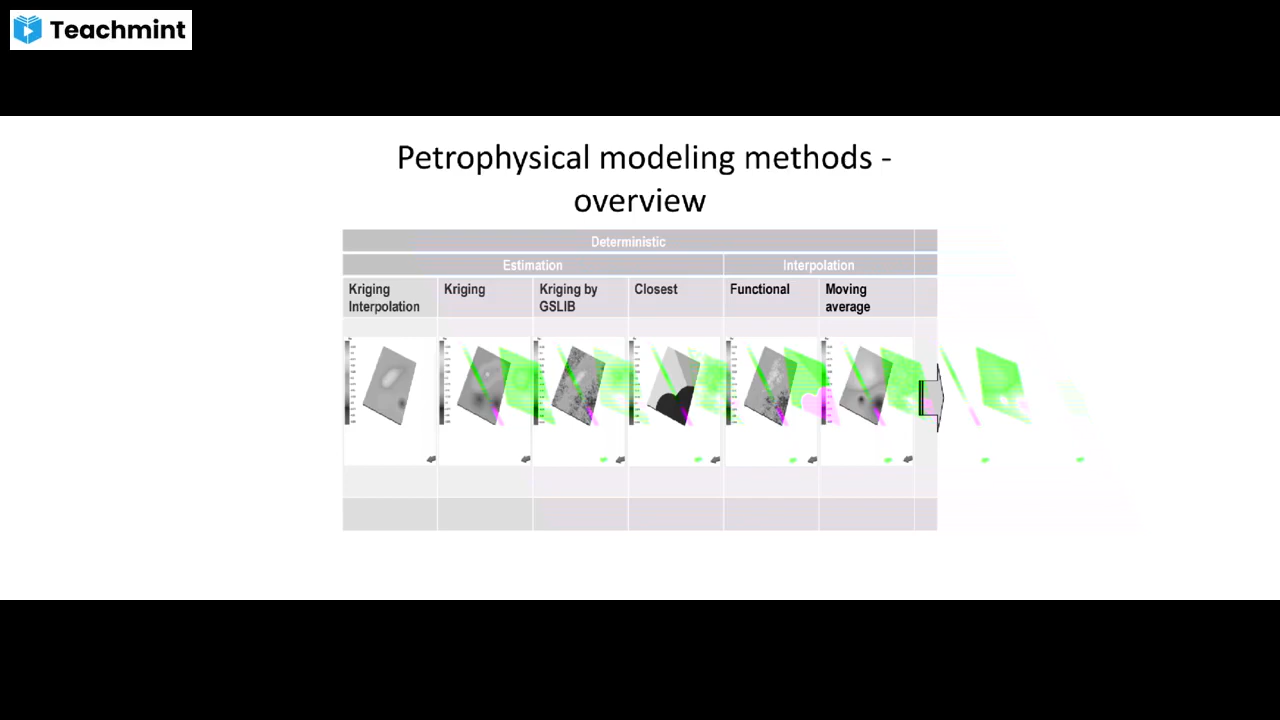 Teachmint
Petrophysical modeling methods -
overview
Deterministic
Estimation
Interpolation
Kriging
Interpolation
Kriging
Kriging by
GSLIB
Closest
Functional
Moving
average